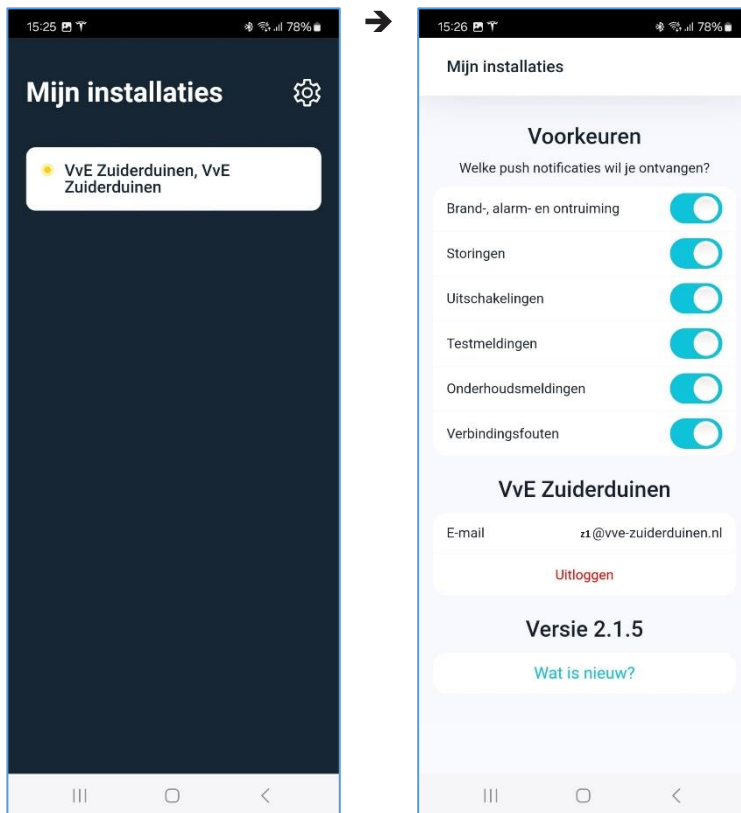 15:25 78%
Mijn installaties
VvE Zuiderduinen, VvE
Zuiderduinen
15:26 78%
Mijn installaties
Voorkeuren
Welke push notificaties wil je ontvangen?
Brand-, alarm- en ontruiming
Storingen
Uitschakelingen
Testmeldingen
Onderhoudsmeldingen
Verbindingsfouten
VvE Zuiderduinen
E-mail z1@vve-zuiderduinen.nl
Uitloggen
Versie 2.1.5
Wat is nieuw?